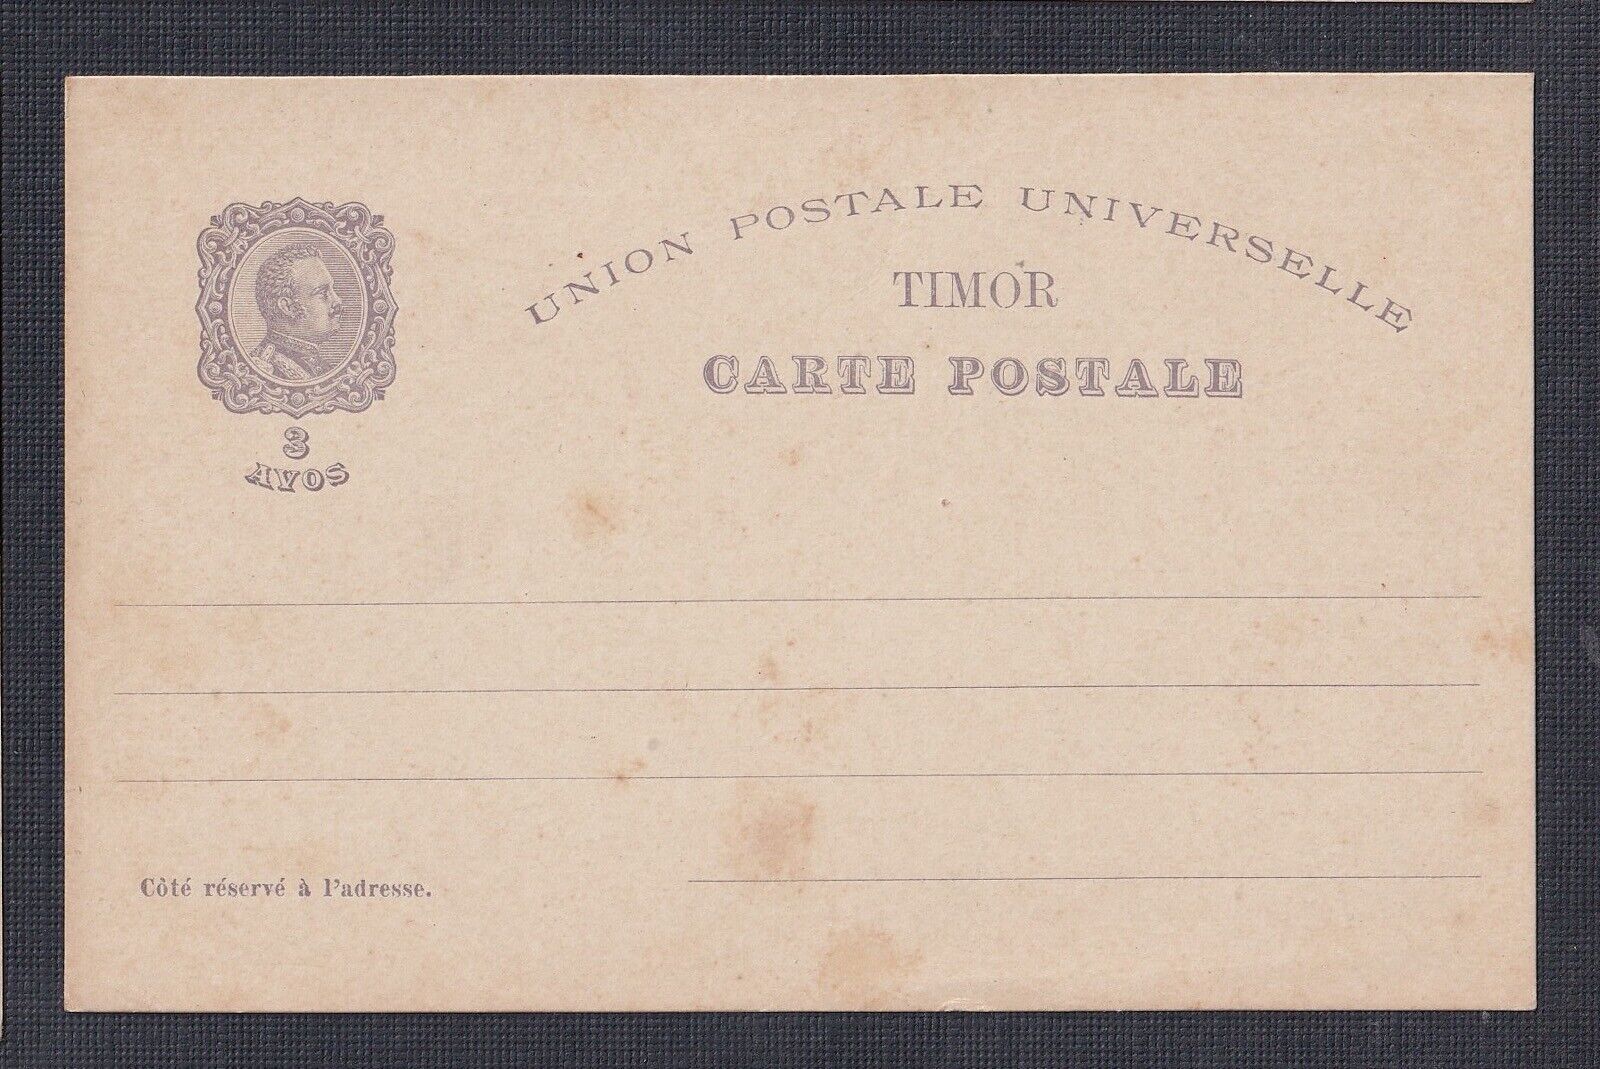 UNION POSTALE UNIVERSELLE
TIMOR
CARTE POSTALE
3
AVOS
Côté réservé à l'adresse.